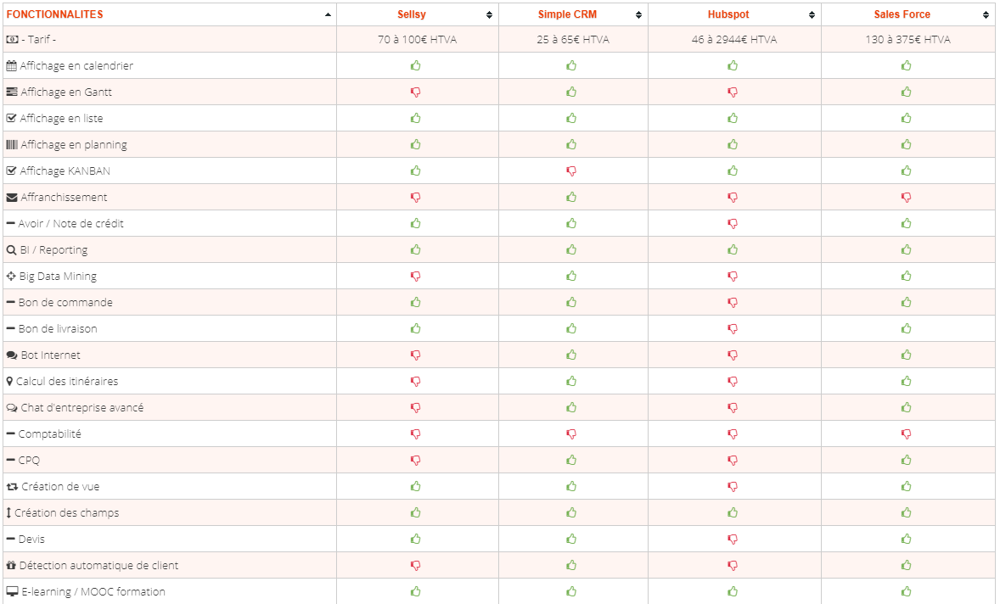 FONCTIONNALITES Sellsy Simple CRM Hubspot Sales Force
- Tarif - 70 à 100€ HTVA 25 à 65€ HTVA 46 à 2944€ HTVA 130 à 375€ HTVA
Affichage en calendrier
Affichage en Gantt
Affichage en liste
Affichage en planning
Affichage KANBAN
Affranchissement
Avoir / Note de crédit
BI / Reporting
Big Data Mining
Bon de commande
Bon de livraison
Bot Internet
Calcul des itinéraires
Chat d'entreprise avancé
Comptabilité
CPQ
Création de vue
Création des champs
Devis
Détection automatique de client
E-learning / MOOC formation